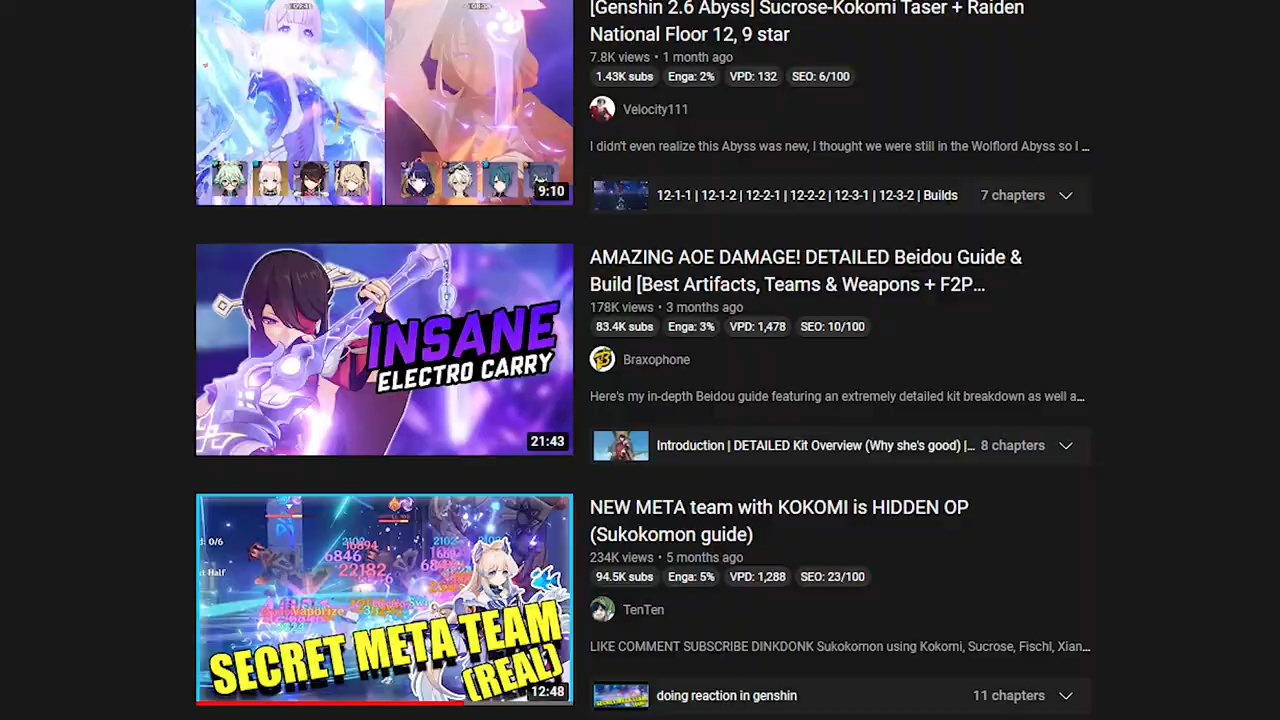 [Genshin 2.6 Abyss] Sucrose-Kokomi Taser + Raiden
National Floor 12, 9 star
7.8K views • 1 month ago
1.43K subs Enga: 2% VPD: 132 SEO: 6/100
Velocity111
I didn't even realize this Abyss was new, I thought we were still in the Wolflord Abyss so I ...
12-1-1 | 12-1-2 | 12-2-1 | 12-2-2 | 12-3-1 | 12-3-2 | Builds 7 chapters
9:10
INSANE
ELECTRO CARRY
21:43
AMAZING AOE DAMAGE! DETAILED Beidou Guide &
Build [Best Artifacts, Teams & Weapons + F2P...
178K views • 3 months ago
83.4K subs Enga: 3% VPD: 1,478 SEO: 10/100
Braxophone
Here's my in-depth Beidou guide featuring an extremely detailed kit breakdown as well a...
Introduction | DETAILED Kit Overview (Why she's good) |... 8 chapters
6846
22182
Vaporize
SECRET META TEAM
(REAL)
12:48
NEW META team with KOKOMI is HIDDEN OP
(Sukokomon guide)
234K views • 5 months ago
94.5K subs Enga: 5% VPD: 1,288 SEO: 23/100
TenTen
LIKE COMMENT SUBSCRIBE DINKDONK Sukokomon using Kokomi, Sucrose, Fischl, Xian...
doing reaction in genshin 11 chapters